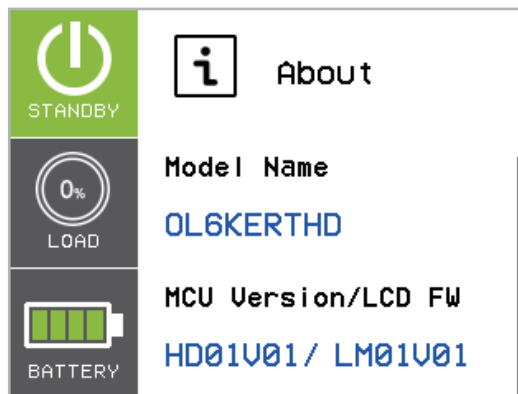 STANDBY
i About
0%
LOAD
Model Name
OL6KERTHD
MCU Version/LCD FW
HD01V01/ LM01V01
BATTERY